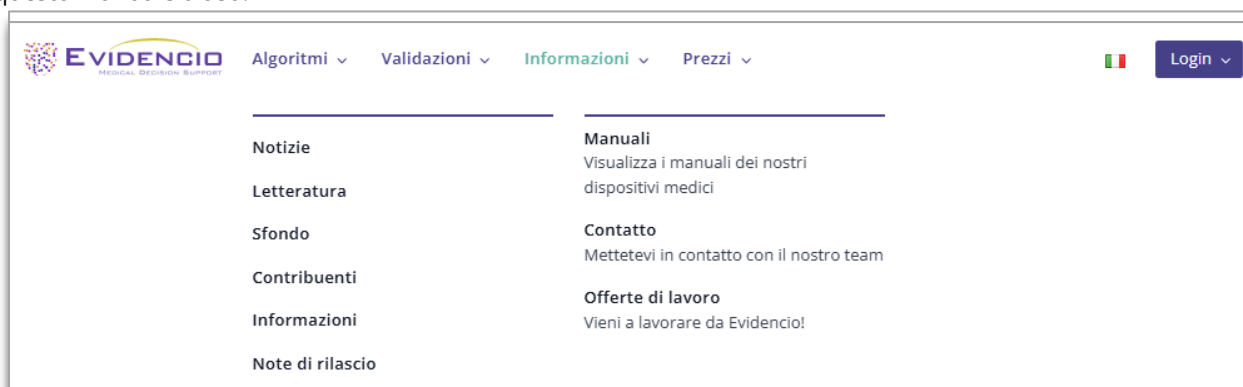 EVIDENCIO
MEDICAL DECISION SUPPORT
Algoritmi
Validazioni
Informazioni
Prezzi
Login
Notizie
Letteratura
Sfondo
Contribuenti
Informazioni
Note di rilascio
Manuali
Visualizza i manuali dei nostri
dispositivi medici
Contatto
Mettetevi in contatto con il nostro team
Offerte di lavoro
Vieni a lavorare da Evidencio!